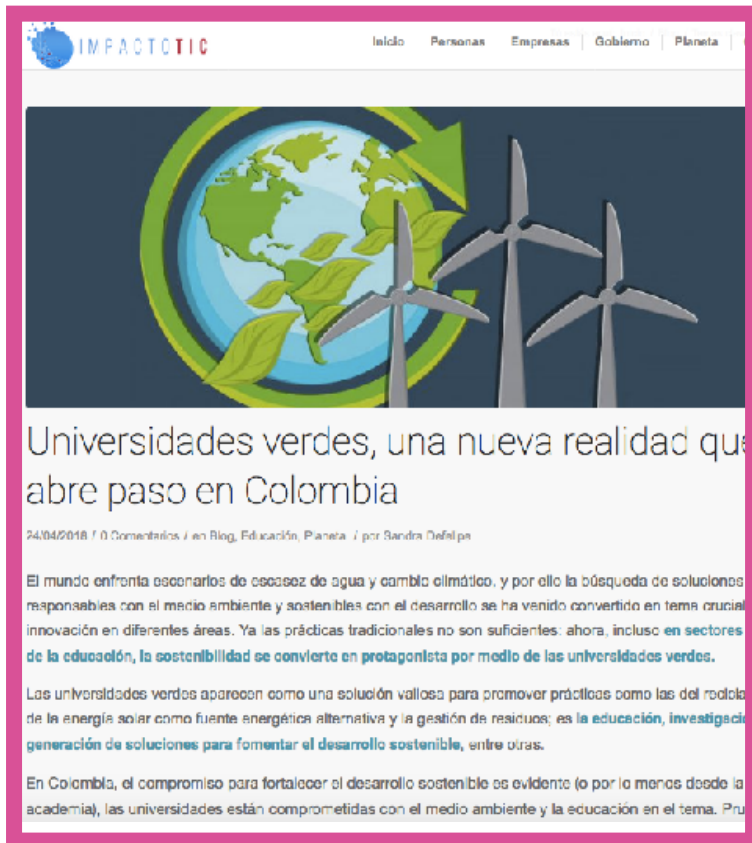 IMPACTOTIC
Inicio Personas Empresas Gobierno Planeta
Universidades verdes, una nueva realidad que
abre paso en Colombia
24/04/2018 / 0 Comentarios / en Blog, Educación, Planeta / por Sandra Defelipe
El mundo enfrenta escenarios de escasez de agua y cambio climático, y por ello la búsqueda de soluciones
responsables con el medio ambiente y sostenibles con el desarrollo se ha venido convertido en tema crucial
innovación en diferentes áreas. Ya las prácticas tradicionales no son suficientes: ahora, incluso en sectores
de la educación, la sostenibilidad se convierte en protagonista por medio de las universidades verdes.
Las universidades verdes aparecen como una solución valiosa para promover prácticas como las del recicla
de la energía solar como fuente energética alternativa y la gestión de residuos; es la educación, investigació
generación de soluciones para fomentar el desarrollo sostenible, entre otras.
En Colombia, el compromiso para fortalecer el desarrollo sostenible es evidente (o por lo menos desde la
academia), las universidades están comprometidas con el medio ambiente y la educación en el tema. Pru